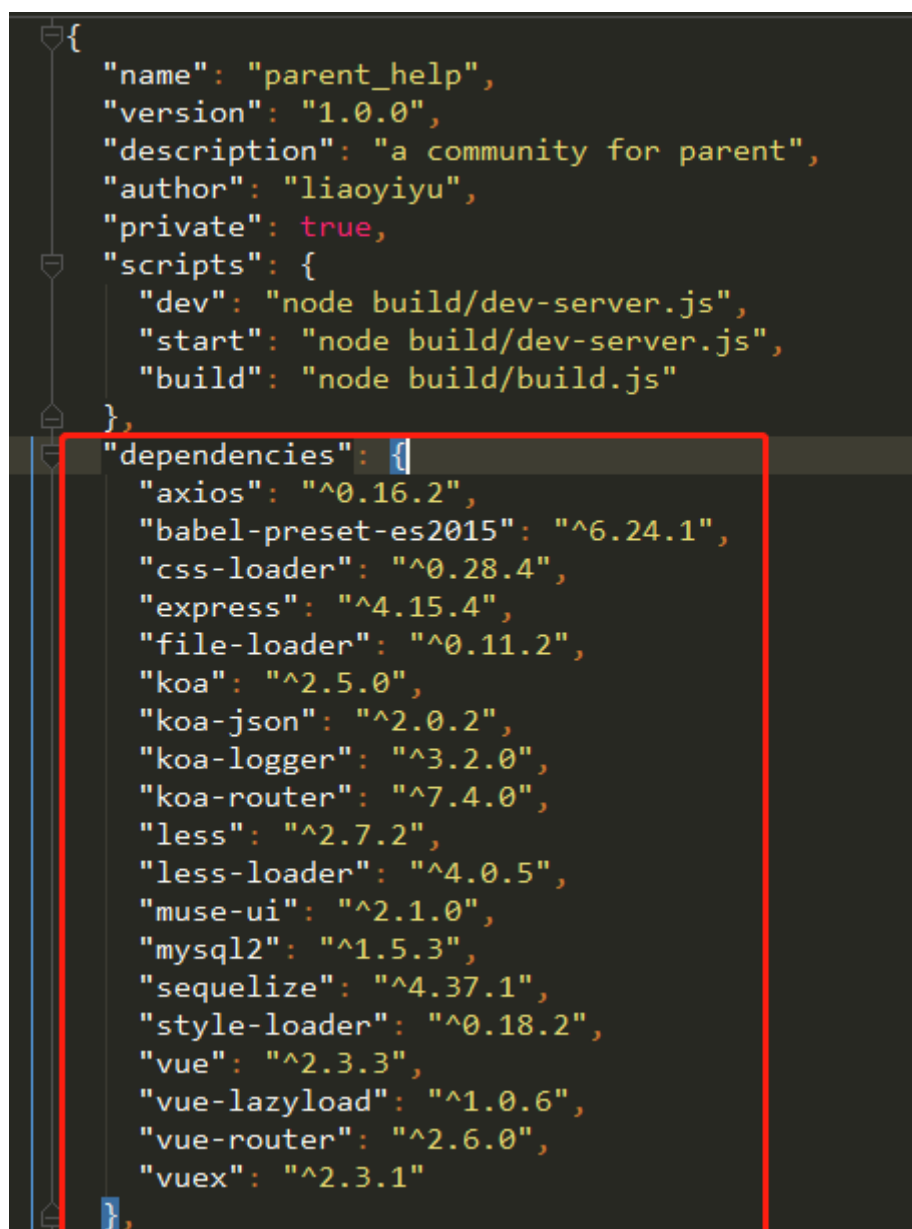 {
"name": "parent_help",
"version": "1.0.0",
"description": "a community for parent",
"author": "liaoyiyu",
"private": true,
"scripts": {
"dev": "node build/dev-server.js",
"start": "node build/dev-server.js",
"build": "node build/build.js"
},
"dependencies": {
"axios": "^0.16.2",
"babel-preset-es2015": "^6.24.1",
"css-loader": "^0.28.4",
"express": "^4.15.4",
"file-loader": "^0.11.2",
"koa": "^2.5.0",
"koa-json": "^2.0.2",
"koa-logger": "^3.2.0",
"koa-router": "^7.4.0",
"less": "^2.7.2",
"less-loader": "^4.0.5",
"muse-ui": "^2.1.0",
"mysql2": "^1.5.3",
"sequelize": "^4.37.1",
"style-loader": "^0.18.2",
"vue": "^2.3.3",
"vue-lazyload": "^1.0.6",
"vue-router": "^2.6.0",
"vuex": "^2.3.1"
},